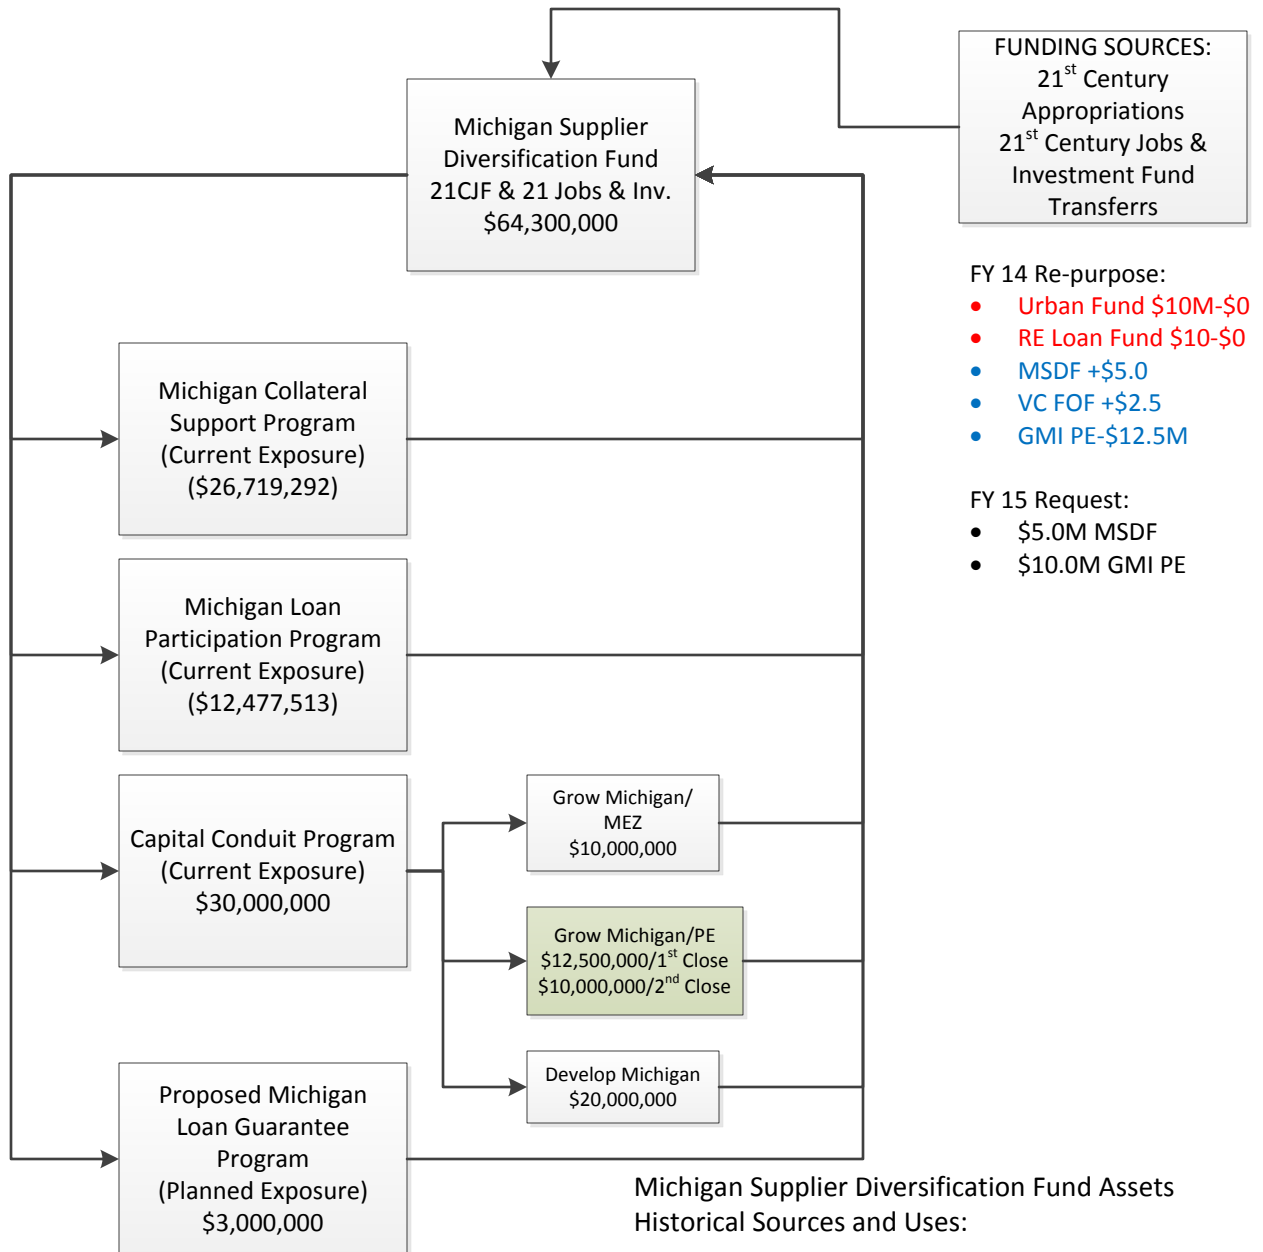 FUNDING SOURCES:
21st Century
Appropriations
21st Century Jobs &
Investment Fund
Transferrs
Michigan Supplier
Diversification Fund
21CJF & 21 Jobs & Inv.
$64,300,000
FY 14 Re-purpose:
• Urban Fund $10M-$0
• RE Loan Fund $10-$0
• MSDF +$5.0
• VC FOF +$2.5
• GMI PE-$12.5M
FY 15 Request:
• $5.0M MSDF
• $10.0M GMI PE
Michigan Collateral
Support Program
(Current Exposure)
($26,719,292)
Michigan Loan
Participation Program
(Current Exposure)
($12,477,513)
Capital Conduit Program
(Current Exposure)
$30,000,000
Grow Michigan/
MEZ
$10,000,000
Grow Michigan/PE
$12,500,000/1st Close
$10,000,000/2nd Close
Develop Michigan
$20,000,000
Proposed Michigan
Loan Guarantee
Program
(Planned Exposure)
$3,000,000
Michigan Supplier Diversification Fund Assets
Historical Sources and Uses: